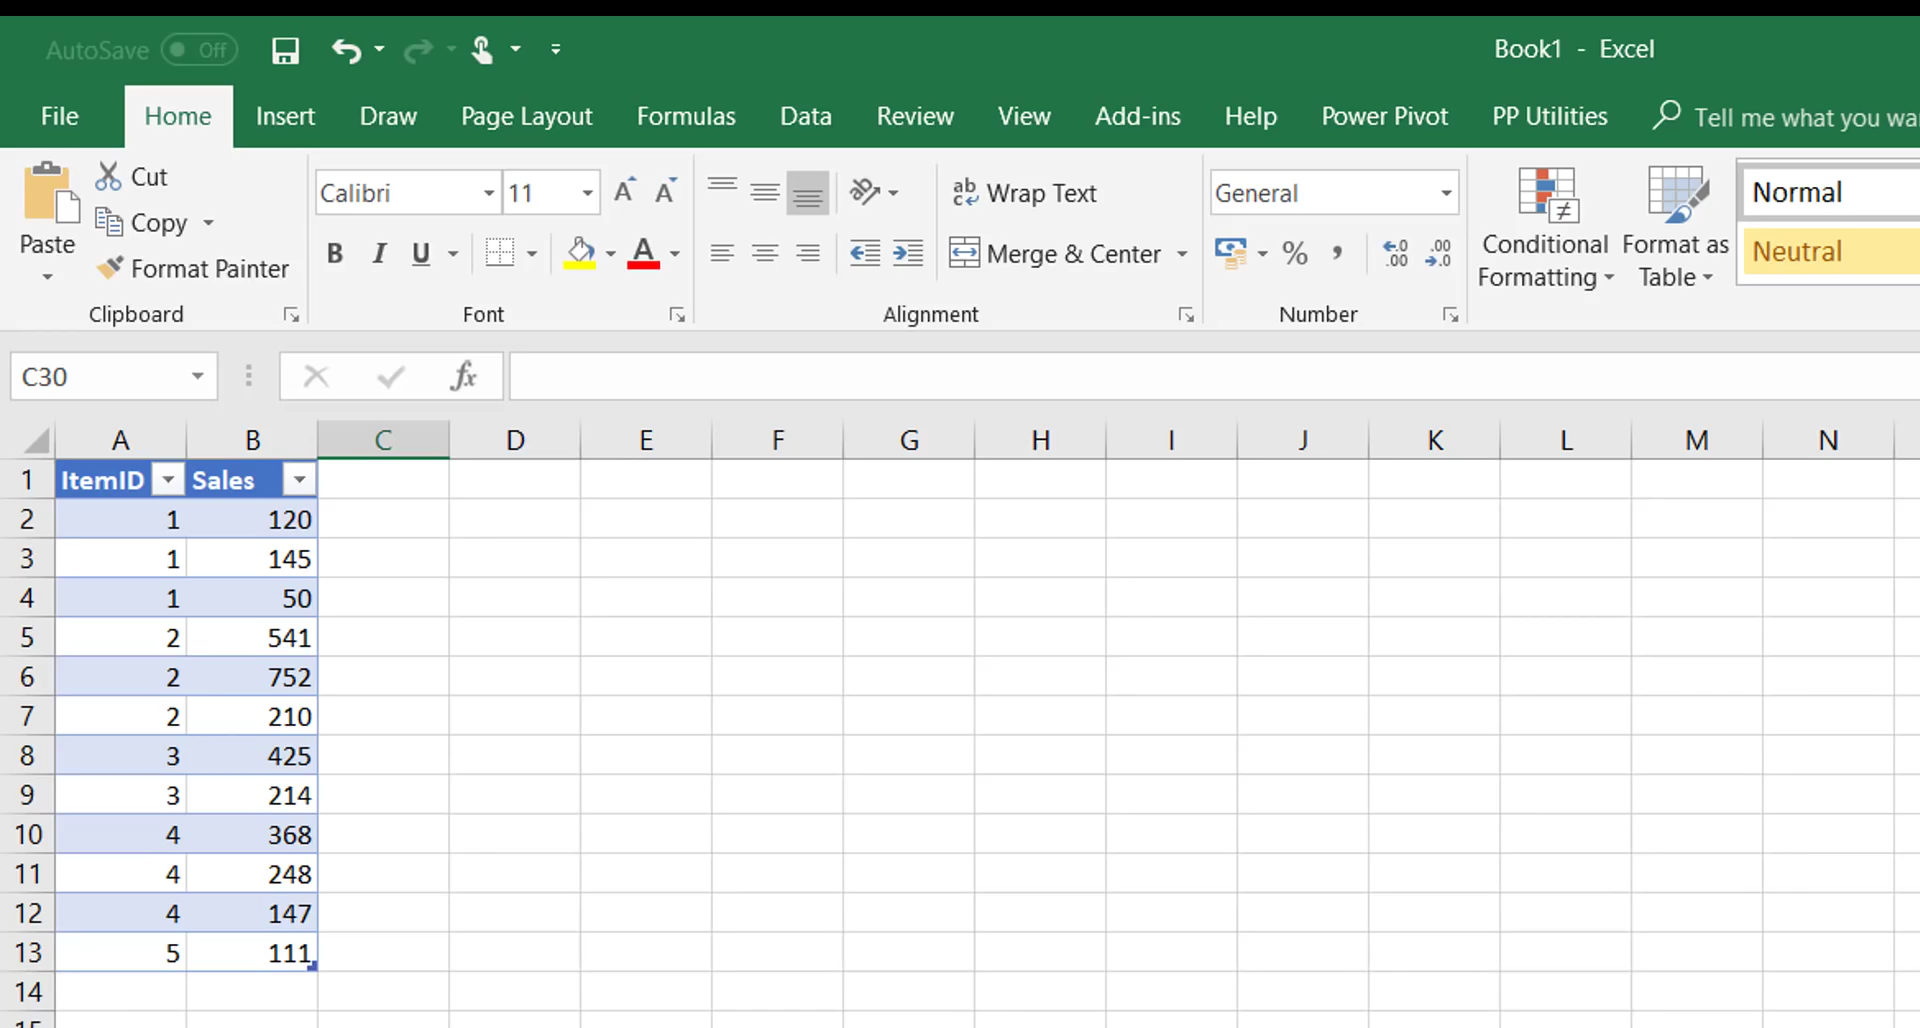 AutoSave Off Book1 - Excel
File Home Insert Draw Page Layout Formulas Data Review View Add-ins Help Power Pivot PP Utilities Tell me what you
Cut
Copy
Format Painter
Paste
Clipboard
Calibri 11
B I U A
Font
ab Wrap Text
Merge & Center
Alignment
General
% , .00 .00
Number
Conditional Formatting
Format as Table
Normal
Neutral
C30 fx
A B C D E F G H I J K L M N
1 ItemID Sales
2 1 120
3 1 145
4 1 50
5 2 541
6 2 752
7 2 210
8 3 425
9 3 214
10 4 368
11 4 248
12 4 147
13 5 111
14